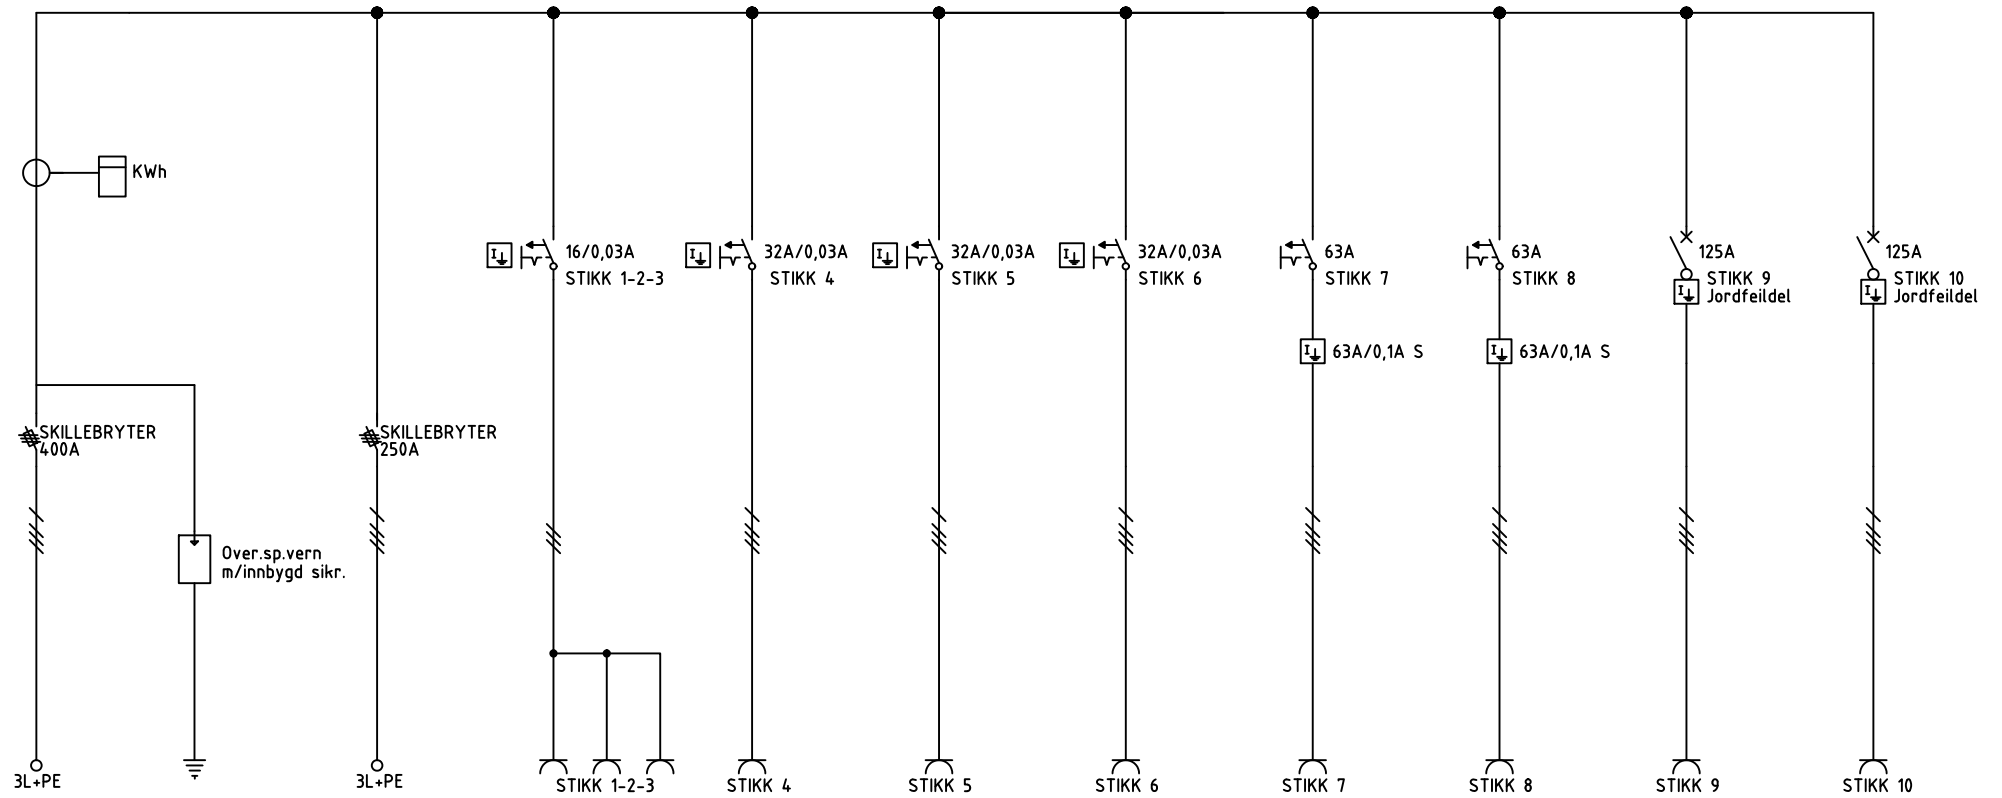 KWh
16/0,03A
STIKK 1-2-3
32A/0,03A
STIKK 4
32A/0,03A
STIKK 5
32A/0,03A
STIKK 6
63A
STIKK 7
63A
STIKK 8
125A
STIKK 9
Jordfeildel
125A
STIKK 10
Jordfeildel
I
I
I
I
I
I
I 63A/0,1A S
I 63A/0,1A S
SKILLEBRYTER
400A
SKILLEBRYTER
250A
Over.sp.vern
m/innbygd sikr.
3L+PE
3L+PE
STIKK 1-2-3
STIKK 4
STIKK 5
STIKK 6
STIKK 7
STIKK 8
STIKK 9
STIKK 10